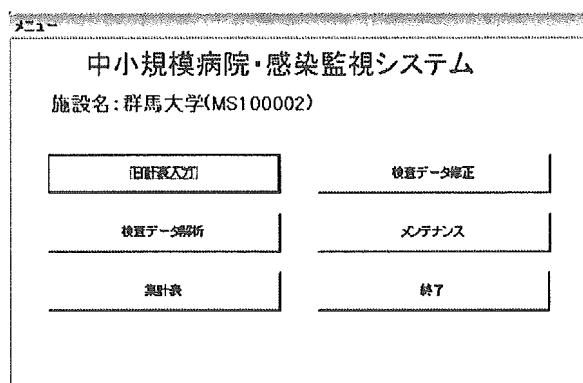 メニュー
中小規模病院・感染監視システム
施設名:群馬大学(MS100002)
日計表入力 検査データ修正
検査データ解析 メンテナンス
集計表 終了